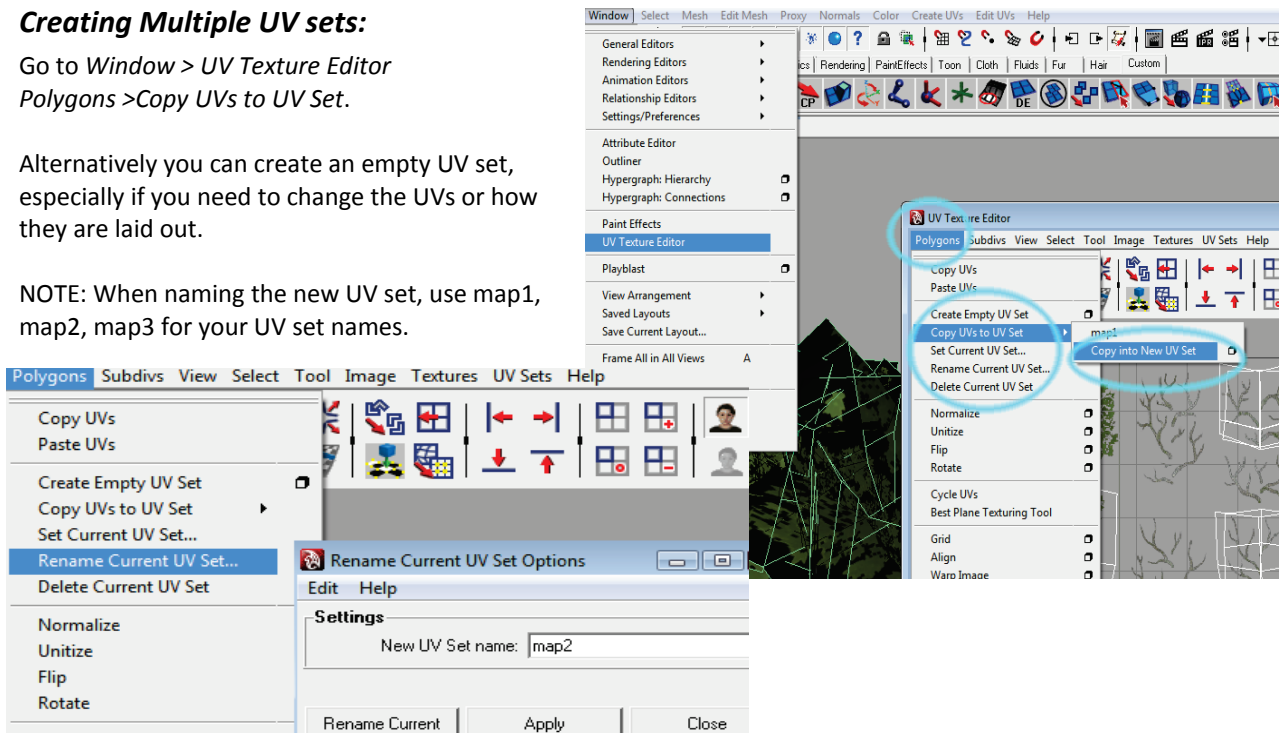 Creating Multiple UV sets:
Go to Window > UV Texture Editor
Polygons >Copy UVs to UV Set.
Alternatively you can create an empty UV set,
especially if you need to change the UVs or how
they are laid out.
NOTE: When naming the new UV set, use map1,
map2, map3 for your UV set names.
Window Select Mesh Edit Mesh Proxy Normals Color Create UVs Edit UVs Help
Rendering PaintEffects Toon Cloth Fluids Fur Hair Custom
CP DE
General Editors
Rendering Editors
Animation Editors
Relationship Editors
Settings/Preferences
Attribute Editor
Outliner
Hypergraph: Hierarchy
Hypergraph: Connections
Paint Effects
UV Texture Editor
Playblast
View Arrangement
Saved Layouts
Save Current Layout...
Frame All in All Views A
UV Texture Editor
Polygons Subdivs View Select Tool Image Textures UV Sets Help
Copy UVs
Paste UVs
Create Empty UV Set
Copy UVs to UV Set
map1
Copy into New UV Set
Set Current UV Set...
Rename Current UV Set...
Delete Current UV Set
Normalize
Unitize
Flip
Rotate
Cycle UVs
Best Plane Texturing Tool
Grid
Align
Warp Image
Polygons Subdivs View Select Tool Image Textures UV Sets Help
Copy UVs
Paste UVs
Create Empty UV Set
Copy UVs to UV Set
Set Current UV Set...
Rename Current UV Set...
Delete Current UV Set
Normalize
Unitize
Flip
Rotate
Rename Current UV Set Options
Edit Help
Settings
New UV Set name: map2
Rename Current Apply Close